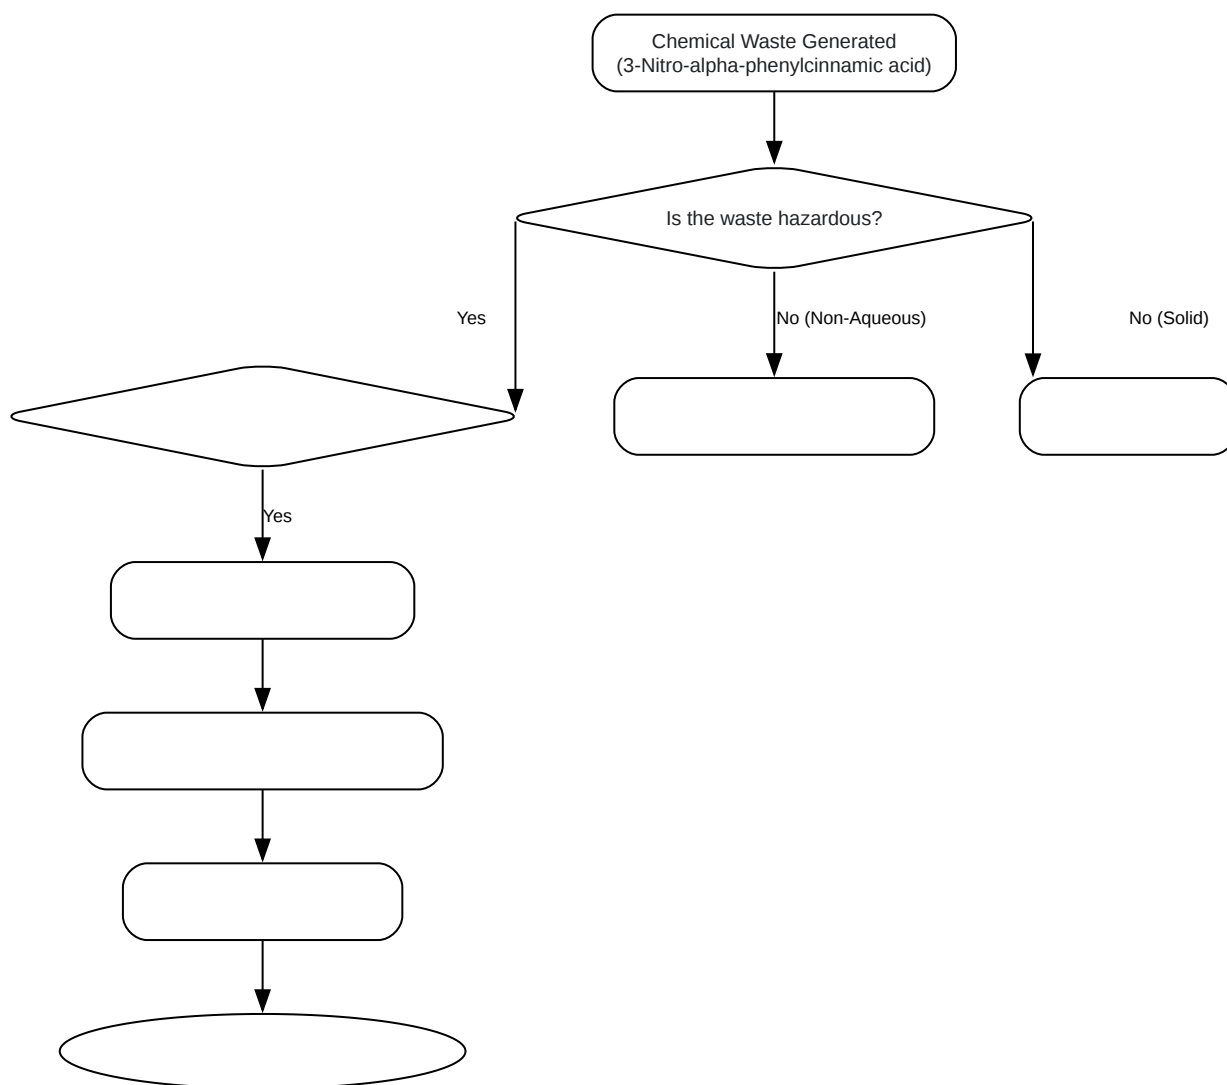 Chemical Waste Generated
(3-Nitro-alpha-phenylcinnamic acid)
Is the waste hazardous?
Yes
No (Non-Aqueous)
No (Solid)
Yes